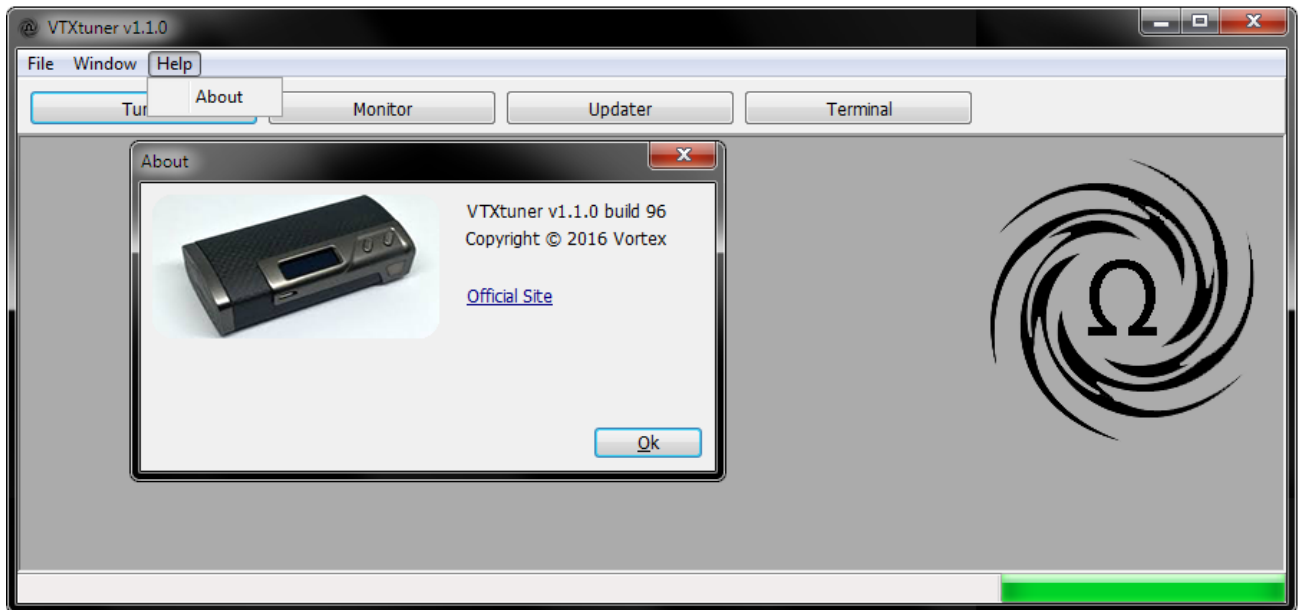 VTXtuner v1.1.0
File Window Help
About
Monitor Updater Terminal
About
VTXtuner v1.1.0 build 96
Copyright © 2016 Vortex
Official Site
Ω
Ok